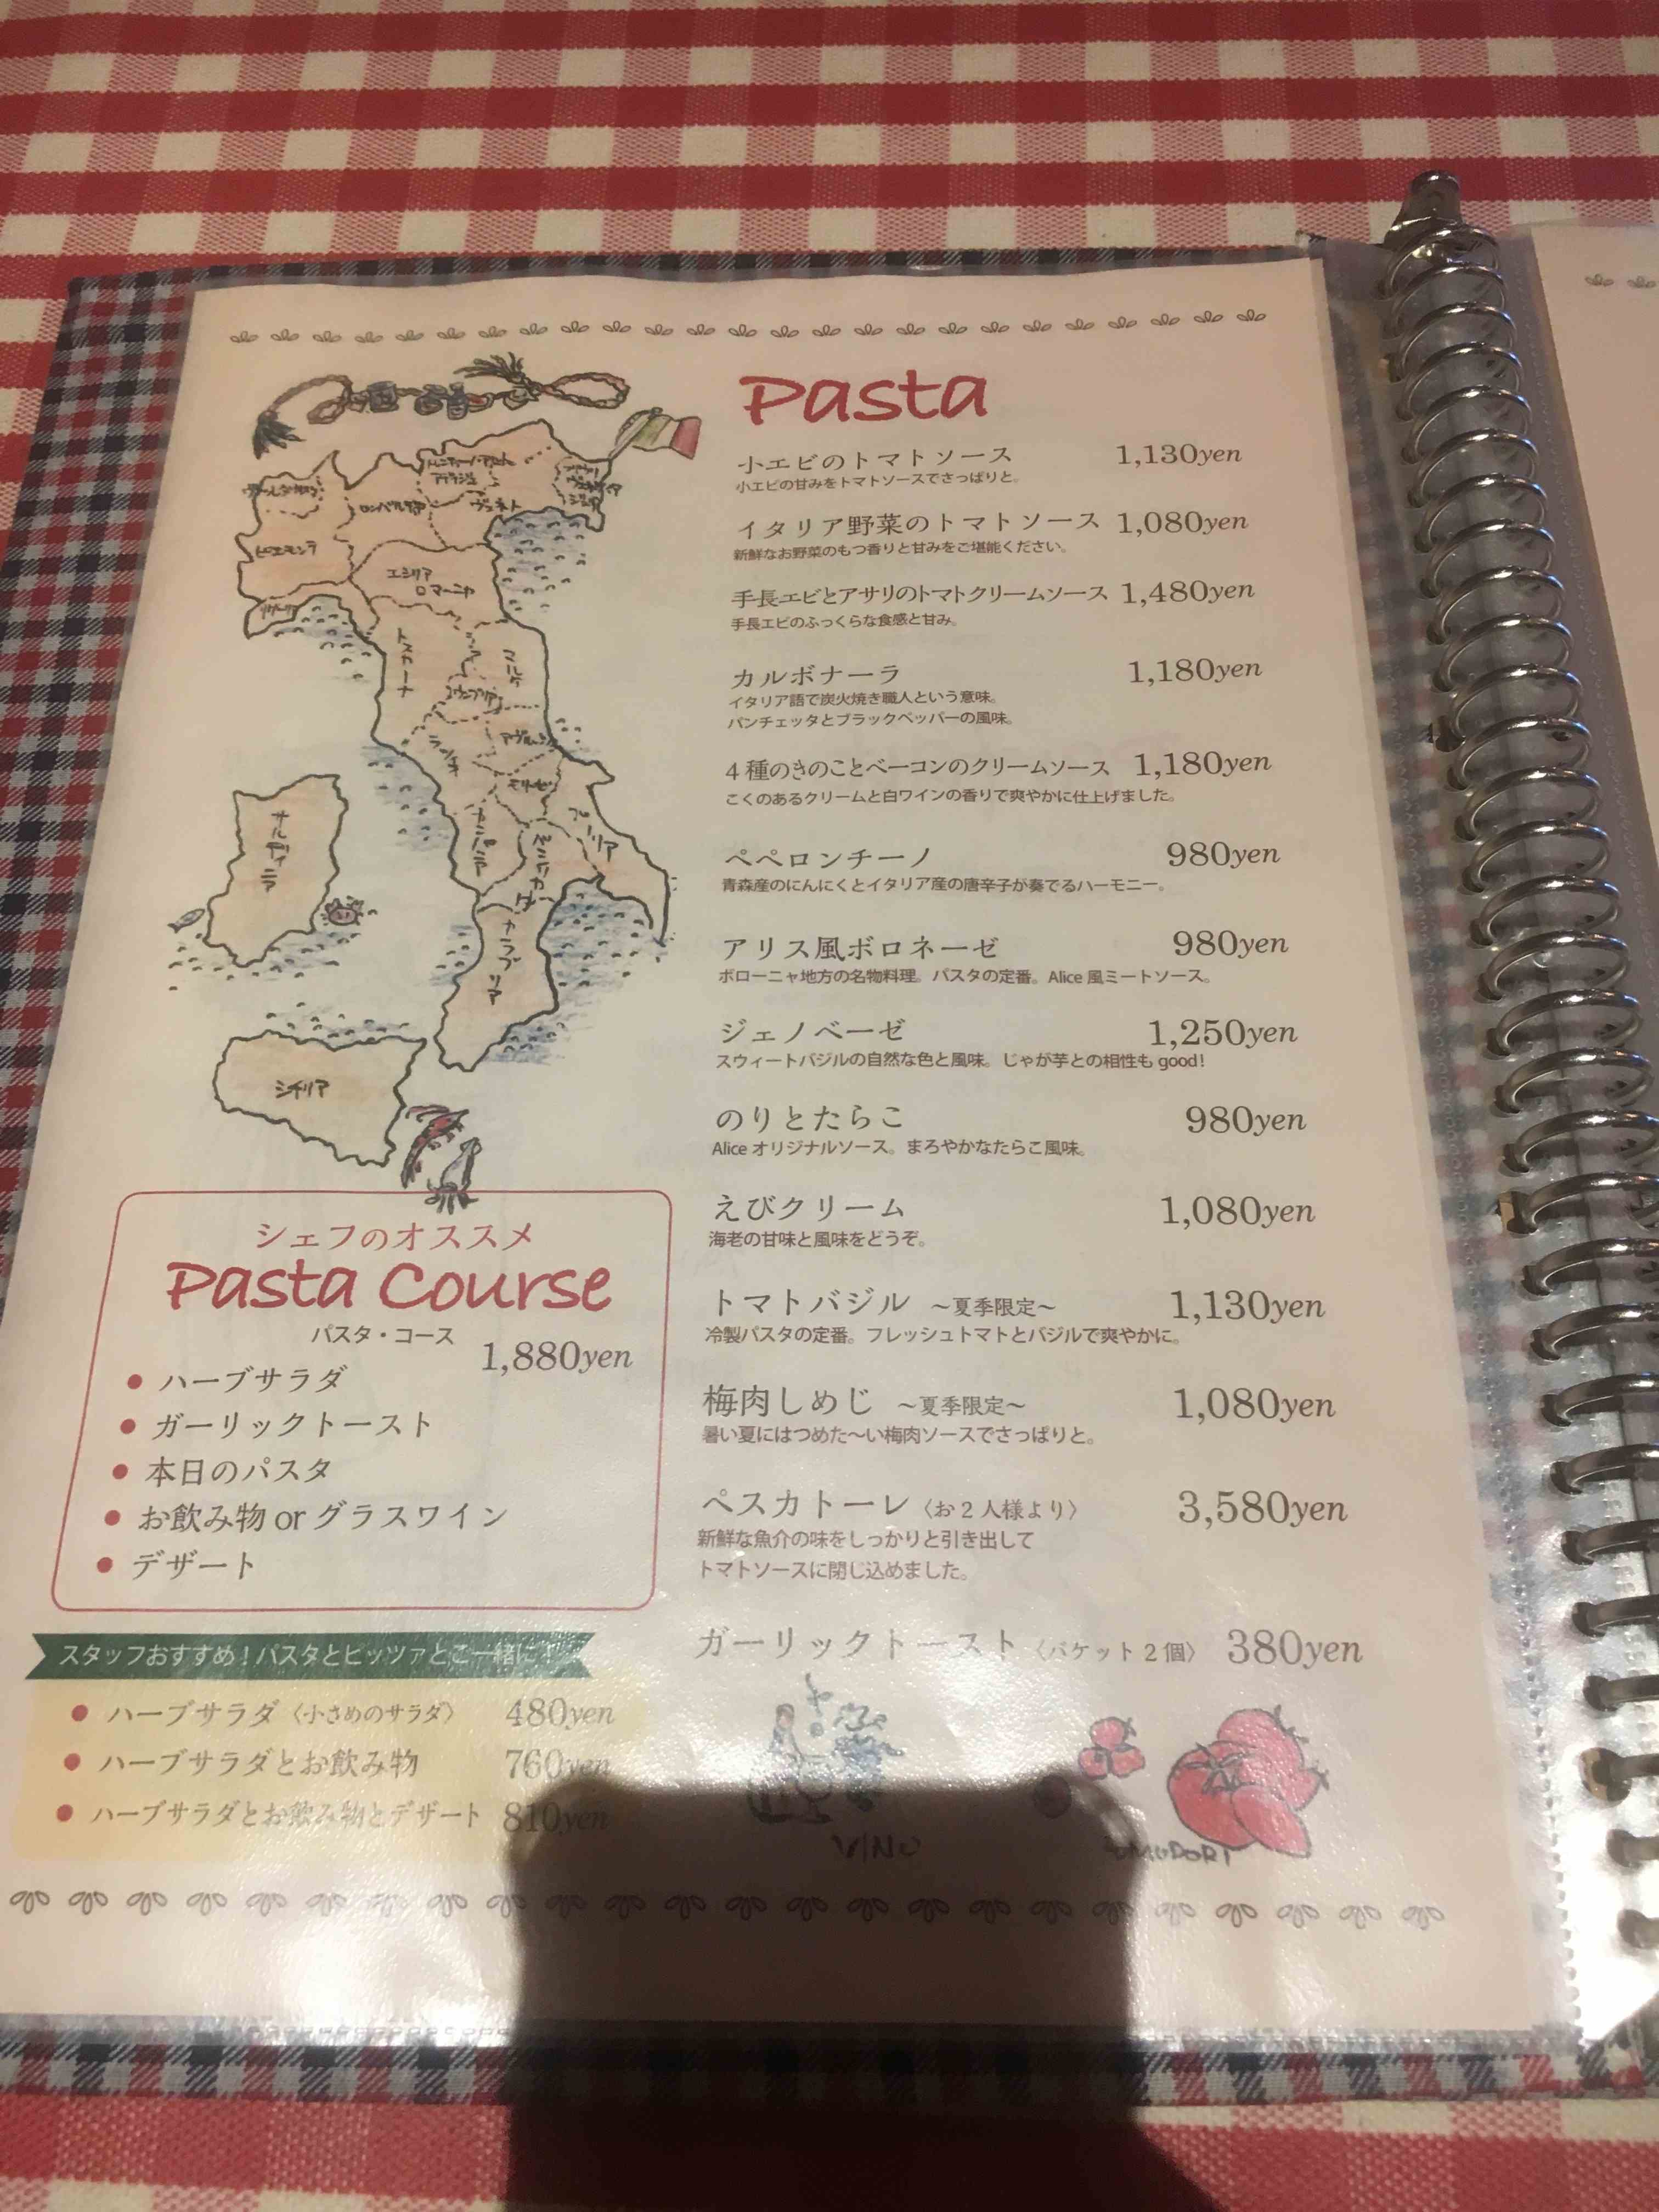 Pasta
小エビのトマトソース 1,130yen
小エビの甘みをトマトソースでさっぱりと。
イタリア野菜のトマトソース 1,080yen
新鮮なお野菜のもつ香りと甘みをご堪能ください。
手長エビとアサリのトマトクリームソース 1,480yen
手長エビのふっくらな食感と甘み。
カルボナーラ 1,180yen
イタリア語で炭火焼き職人という意味。
パンチェッタとブラックペッパーの風味。
4種のきのことベーコンのクリームソース 1,180yen
こくのあるクリームと白ワインの香りで爽やかに仕上げました。
ペペロンチーノ 980yen
青森産のにんにくとイタリア産の唐辛子が奏でるハーモニー。
アリス風ボロネーゼ 980yen
ボローニャ地方の名物料理。パスタの定番。Alice 風ミートソース。
ジェノベーゼ 1,250yen
スウィートバジルの自然な色と風味。じゃが芋との相性も good!
のりとたらこ 980yen
Alice オリジナルソース。まろやかなたらこ風味。
えびクリーム 1,080yen
海老の甘味と風味をどうぞ。
トマトバジル ～夏季限定～ 1,130yen
冷製パスタの定番。フレッシュトマトとバジルで爽やかに。
梅肉しめじ ～夏季限定～ 1,080yen
暑い夏にはつめた～い梅肉ソースでさっぱりと。
ペスカトーレ〈お2人様より〉 3,580yen
新鮮な魚介の味をしっかりと引き出して
トマトソースに閉じ込めました。
ガーリックトースト〈バケット2個〉 380yen
VINO
POMODORI
ロンバルディア
ヴェネト
ピエモンテ
エミリア
ロマーニャ
トスカーナ
マルケ
ウンブリア
モリーゼ
カンパニア
プーリア
カラブリア
シチリア
シェフのオススメ
Pasta Course
パスタ・コース
1,880yen
● ハーブサラダ
● ガーリックトースト
● 本日のパスタ
● お飲み物 or グラスワイン
● デザート
スタッフおすすめ！パスタとピッツァとご一緒に！
● ハーブサラダ〈小さめのサラダ〉 480yen
● ハーブサラダとお飲み物 760yen
● ハーブサラダとお飲み物とデザート 810yen